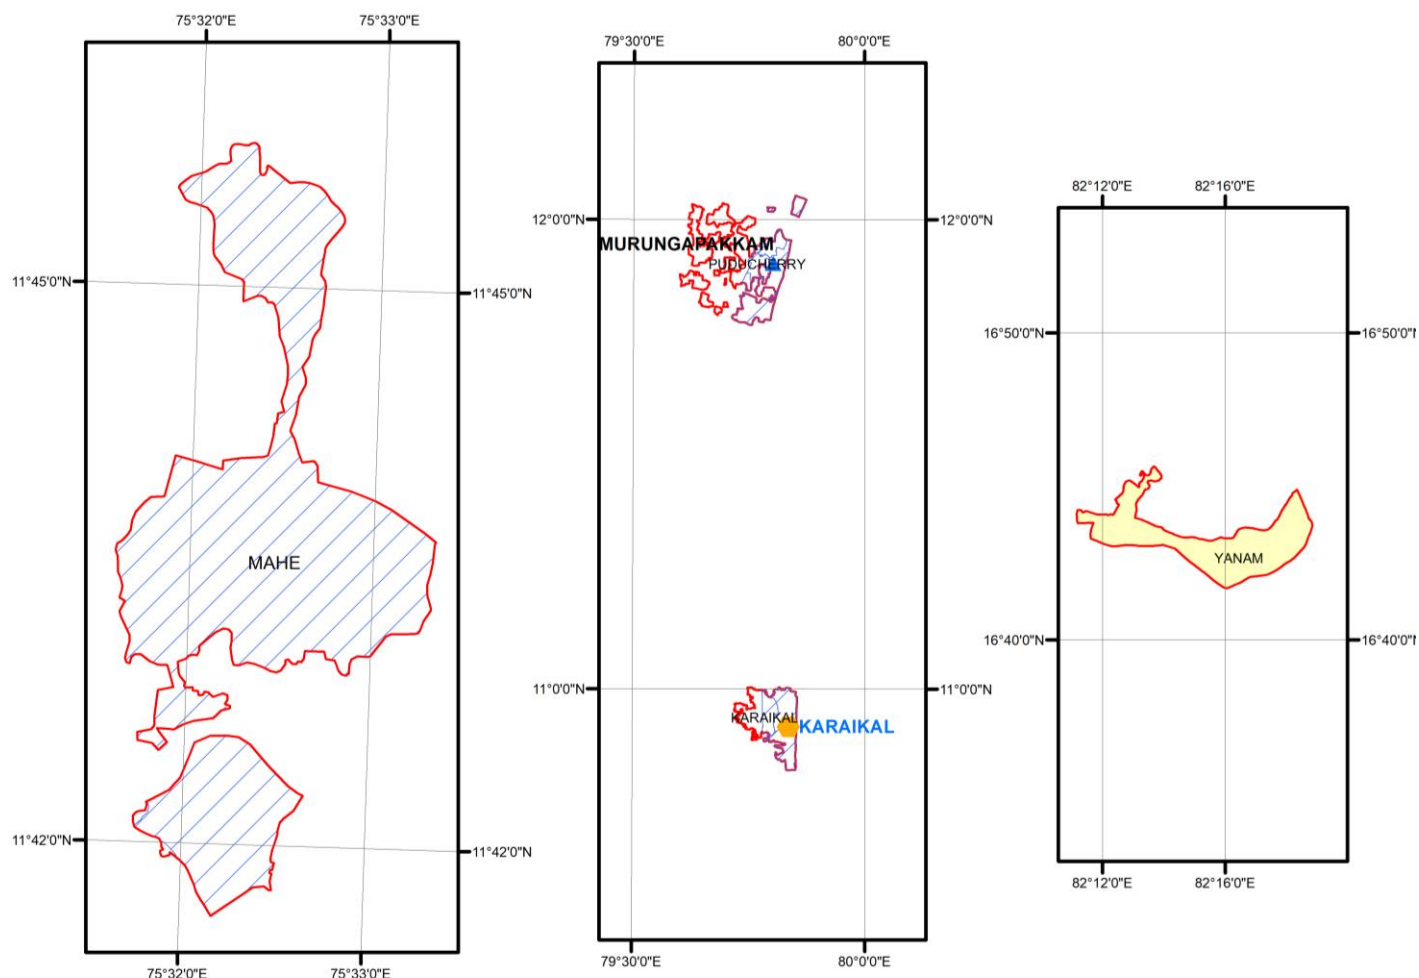 75°32'0"E
75°33'0"E
11°45'0"N
11°45'0"N
MAHE
11°42'0"N
11°42'0"N
75°32'0"E
75°33'0"E
79°30'0"E
80°0'0"E
12°0'0"N
12°0'0"N
MURUNGAPAKKAM
PUDUCHERRY
11°0'0"N
11°0'0"N
KARAIKAL
KARAIKAL
79°30'0"E
80°0'0"E
82°12'0"E
82°16'0"E
16°50'0"N
16°50'0"N
YANAM
16°40'0"N
16°40'0"N
82°12'0"E
82°16'0"E